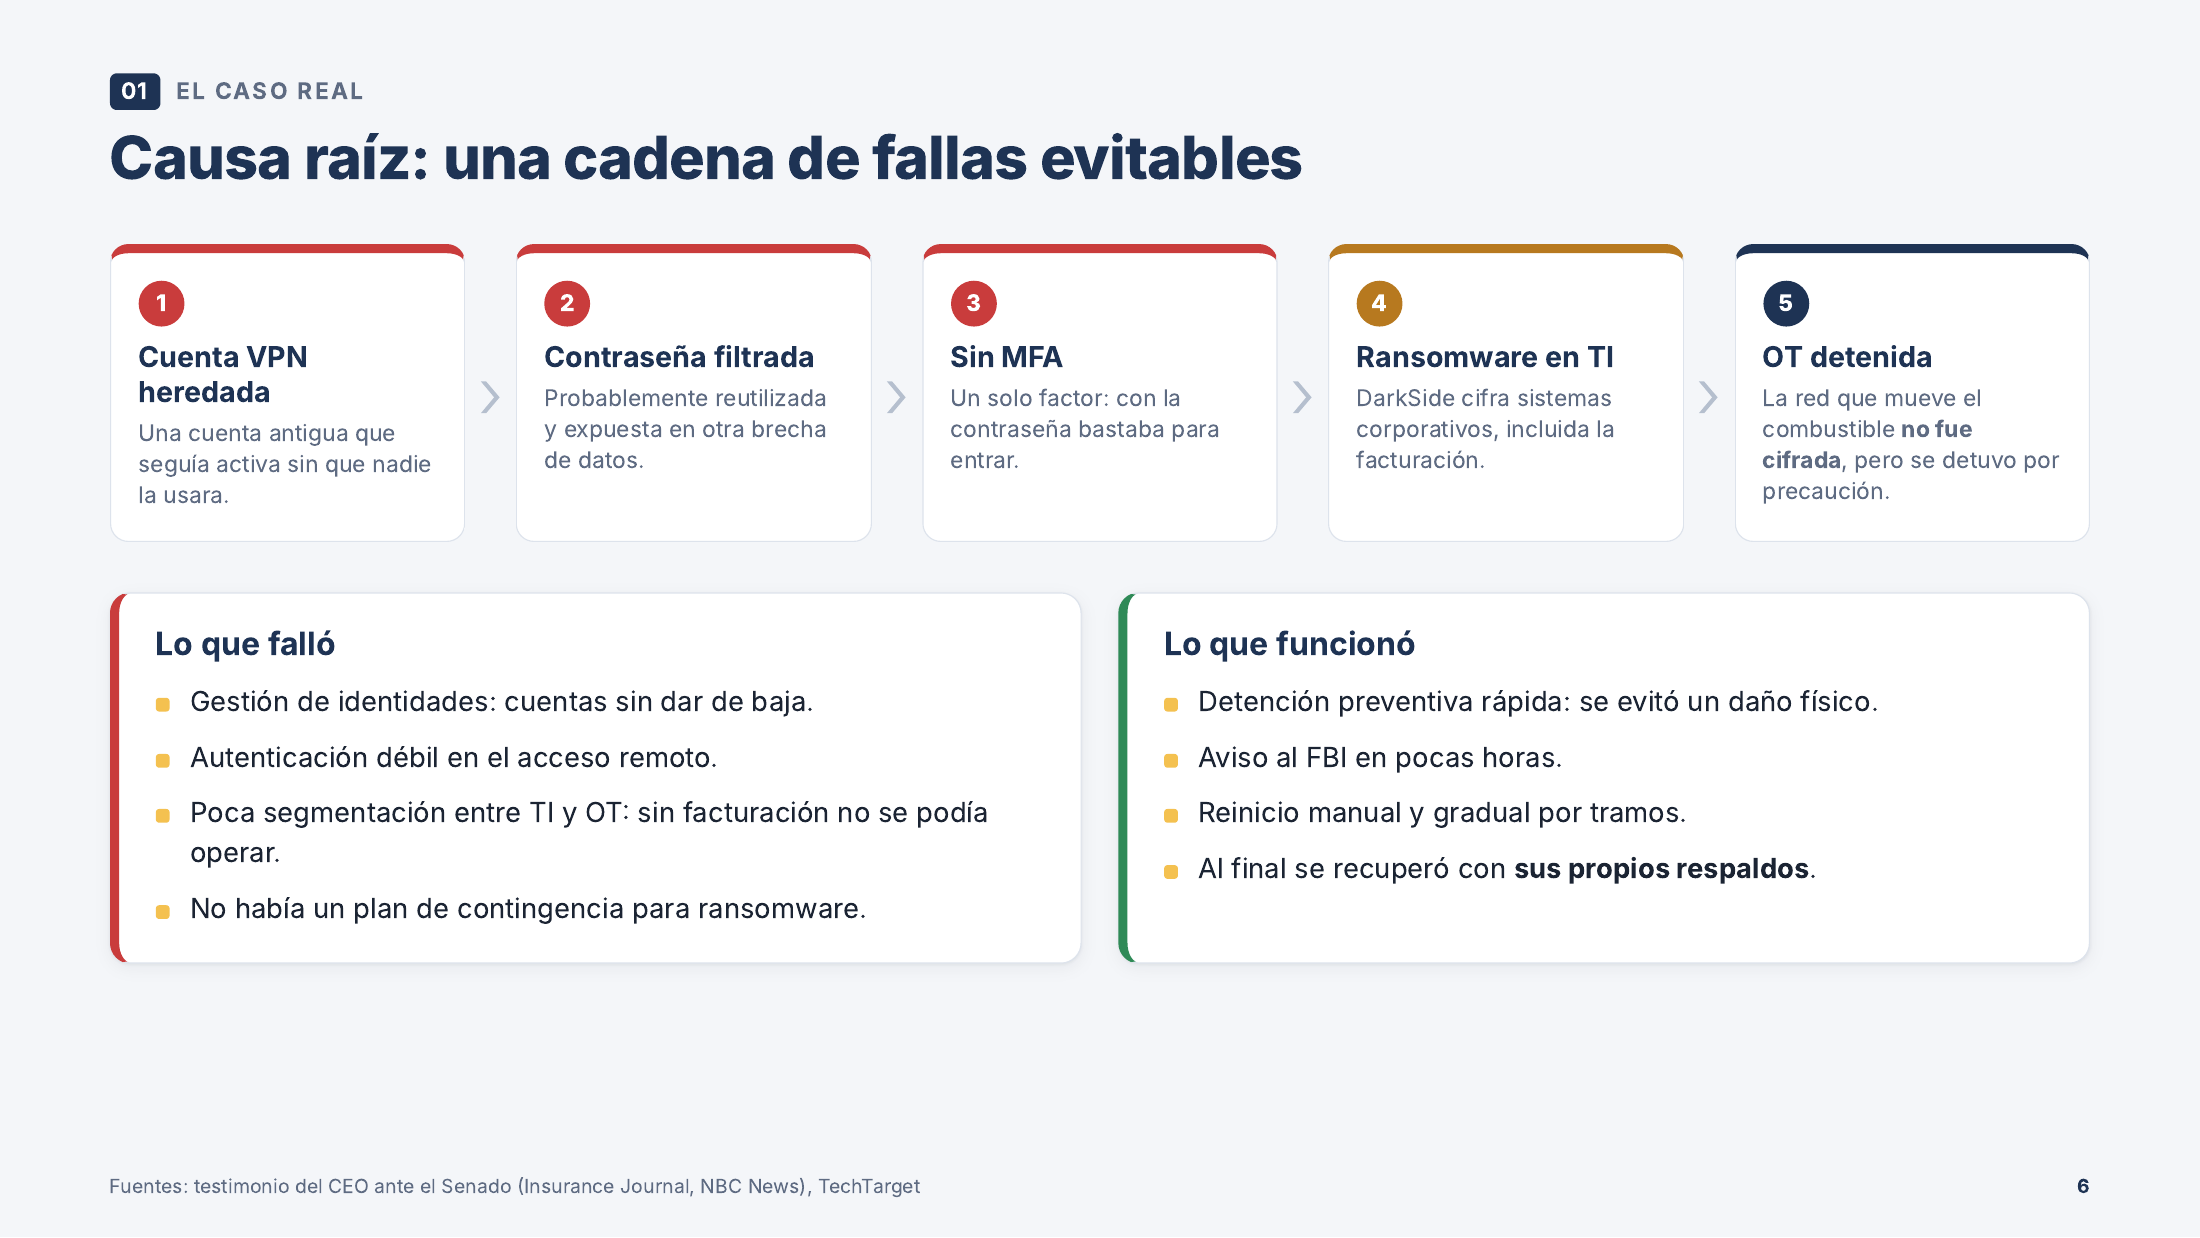 01 EL CASO REAL
Causa raíz: una cadena de fallas evitables
1
Cuenta VPN
heredada
Una cuenta antigua que
seguía activa sin que nadie
la usara.
2
Contraseña filtrada
Probablemente reutilizada
y expuesta en otra brecha
de datos.
3
Sin MFA
Un solo factor: con la
contraseña bastaba para
entrar.
4
Ransomware en TI
DarkSide cifra sistemas
corporativos, incluida la
facturación.
5
OT detenida
La red que mueve el
combustible no fue
cifrada, pero se detuvo por
precaución.
Lo que falló
Gestión de identidades: cuentas sin dar de baja.
Autenticación débil en el acceso remoto.
Poca segmentación entre TI y OT: sin facturación no se podía
operar.
No había un plan de contingencia para ransomware.
Lo que funcionó
Detención preventiva rápida: se evitó un daño físico.
Aviso al FBI en pocas horas.
Reinicio manual y gradual por tramos.
Al final se recuperó con sus propios respaldos.
Fuentes: testimonio del CEO ante el Senado (Insurance Journal, NBC News), TechTarget
6